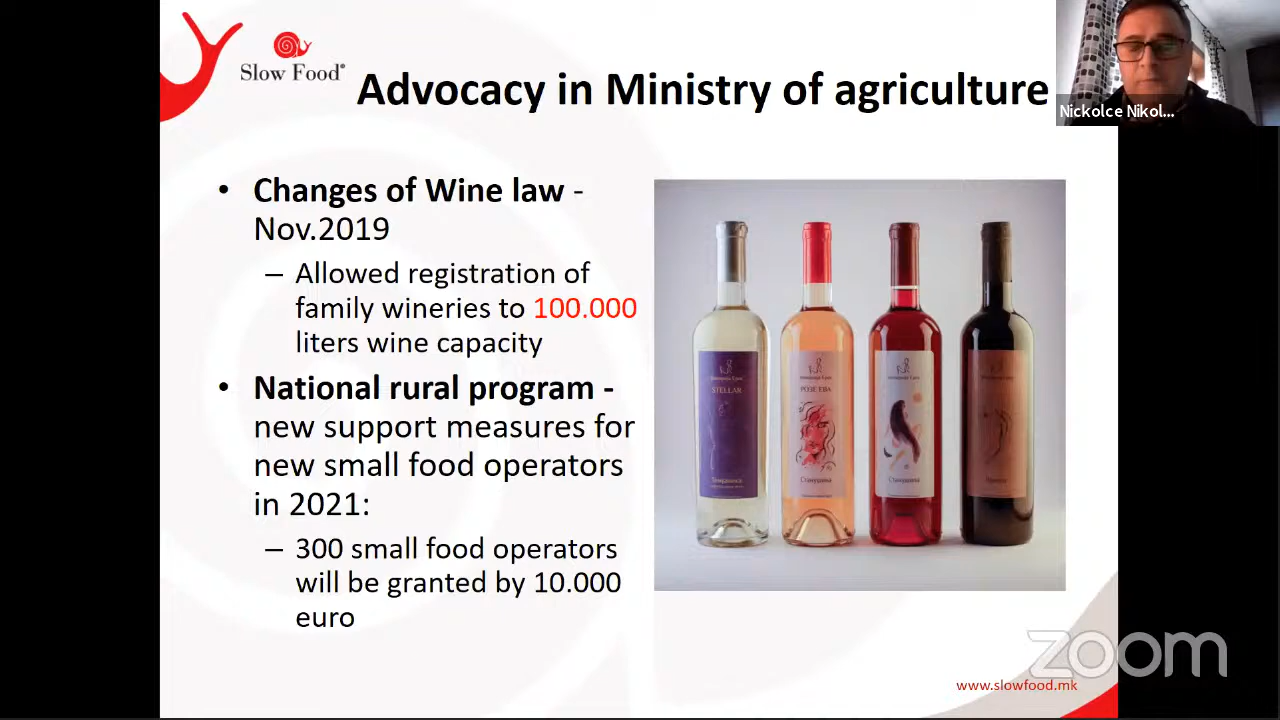 Slow Food®
Advocacy in Ministry of agriculture
Nickolce Nikol...
• Changes of Wine law -
Nov.2019
– Allowed registration of
family wineries to 100.000
liters wine capacity
• National rural program -
new support measures for
new small food operators
in 2021:
– 300 small food operators
will be granted by 10.000
euro
STELLAR
Темјаника
РОЗЕ ЕВА
Станушина
Станушина
zoom
www.slowfood.mk